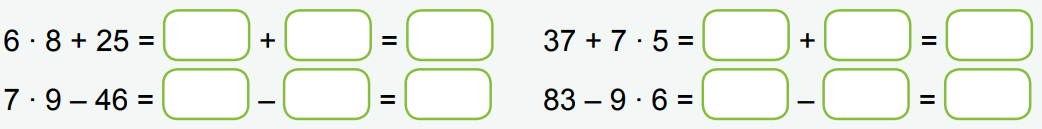 6 · 8 + 25 = + = 37 + 7 · 5 = + =
7 · 9 – 46 = – = 83 – 9 · 6 = – =